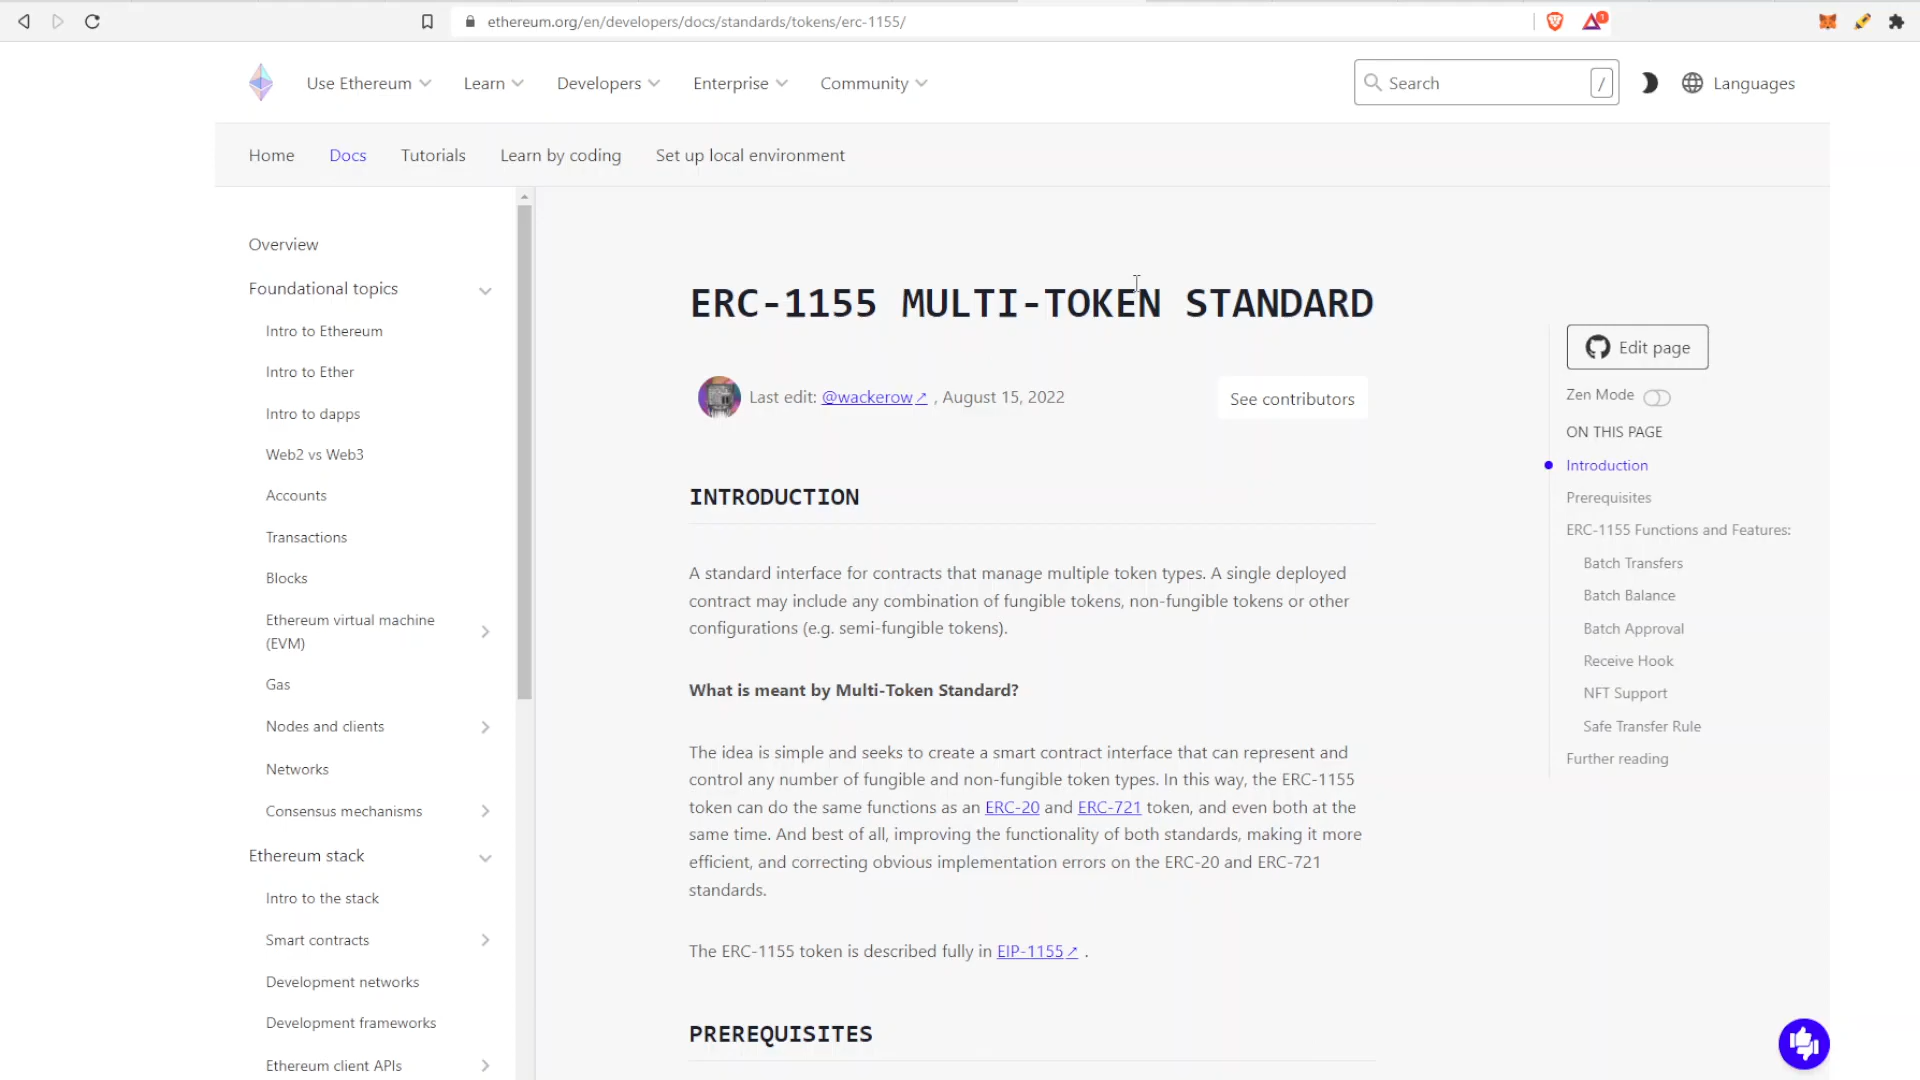 ethereum.org/en/developers/docs/standards/tokens/erc-1155/
1
Use Ethereum
Learn
Developers
Enterprise
Community
Search
/
Languages
Home
Docs
Tutorials
Learn by coding
Set up local environment
Overview
Foundational topics
Intro to Ethereum
Intro to Ether
Intro to dapps
Web2 vs Web3
Accounts
Transactions
Blocks
Ethereum virtual machine
(EVM)
Gas
Nodes and clients
Networks
Consensus mechanisms
Ethereum stack
Intro to the stack
Smart contracts
Development networks
Development frameworks
Ethereum client APIs
ERC-1155 MULTI-TOKEN STANDARD
Last edit: @wackerow↗ , August 15, 2022
See contributors
INTRODUCTION
A standard interface for contracts that manage multiple token types. A single deployed
contract may include any combination of fungible tokens, non-fungible tokens or other
configurations (e.g. semi-fungible tokens).
What is meant by Multi-Token Standard?
The idea is simple and seeks to create a smart contract interface that can represent and
control any number of fungible and non-fungible token types. In this way, the ERC-1155
token can do the same functions as an ERC-20 and ERC-721 token, and even both at the
same time. And best of all, improving the functionality of both standards, making it more
efficient, and correcting obvious implementation errors on the ERC-20 and ERC-721
standards.
The ERC-1155 token is described fully in EIP-1155↗ .
PREREQUISITES
Edit page
Zen Mode
ON THIS PAGE
Introduction
Prerequisites
ERC-1155 Functions and Features:
Batch Transfers
Batch Balance
Batch Approval
Receive Hook
NFT Support
Safe Transfer Rule
Further reading